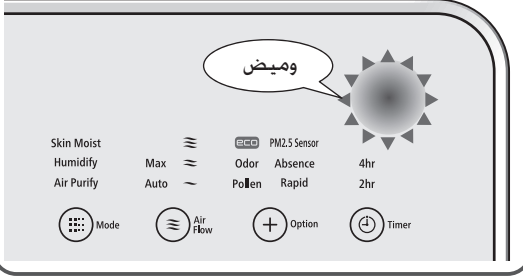 وميض
Skin Moist eco PM2.5 Sensor
Humidify Max Odor Absence 4hr
Air Purify Auto Pollen Rapid 2hr
Mode Air Flow Option Timer